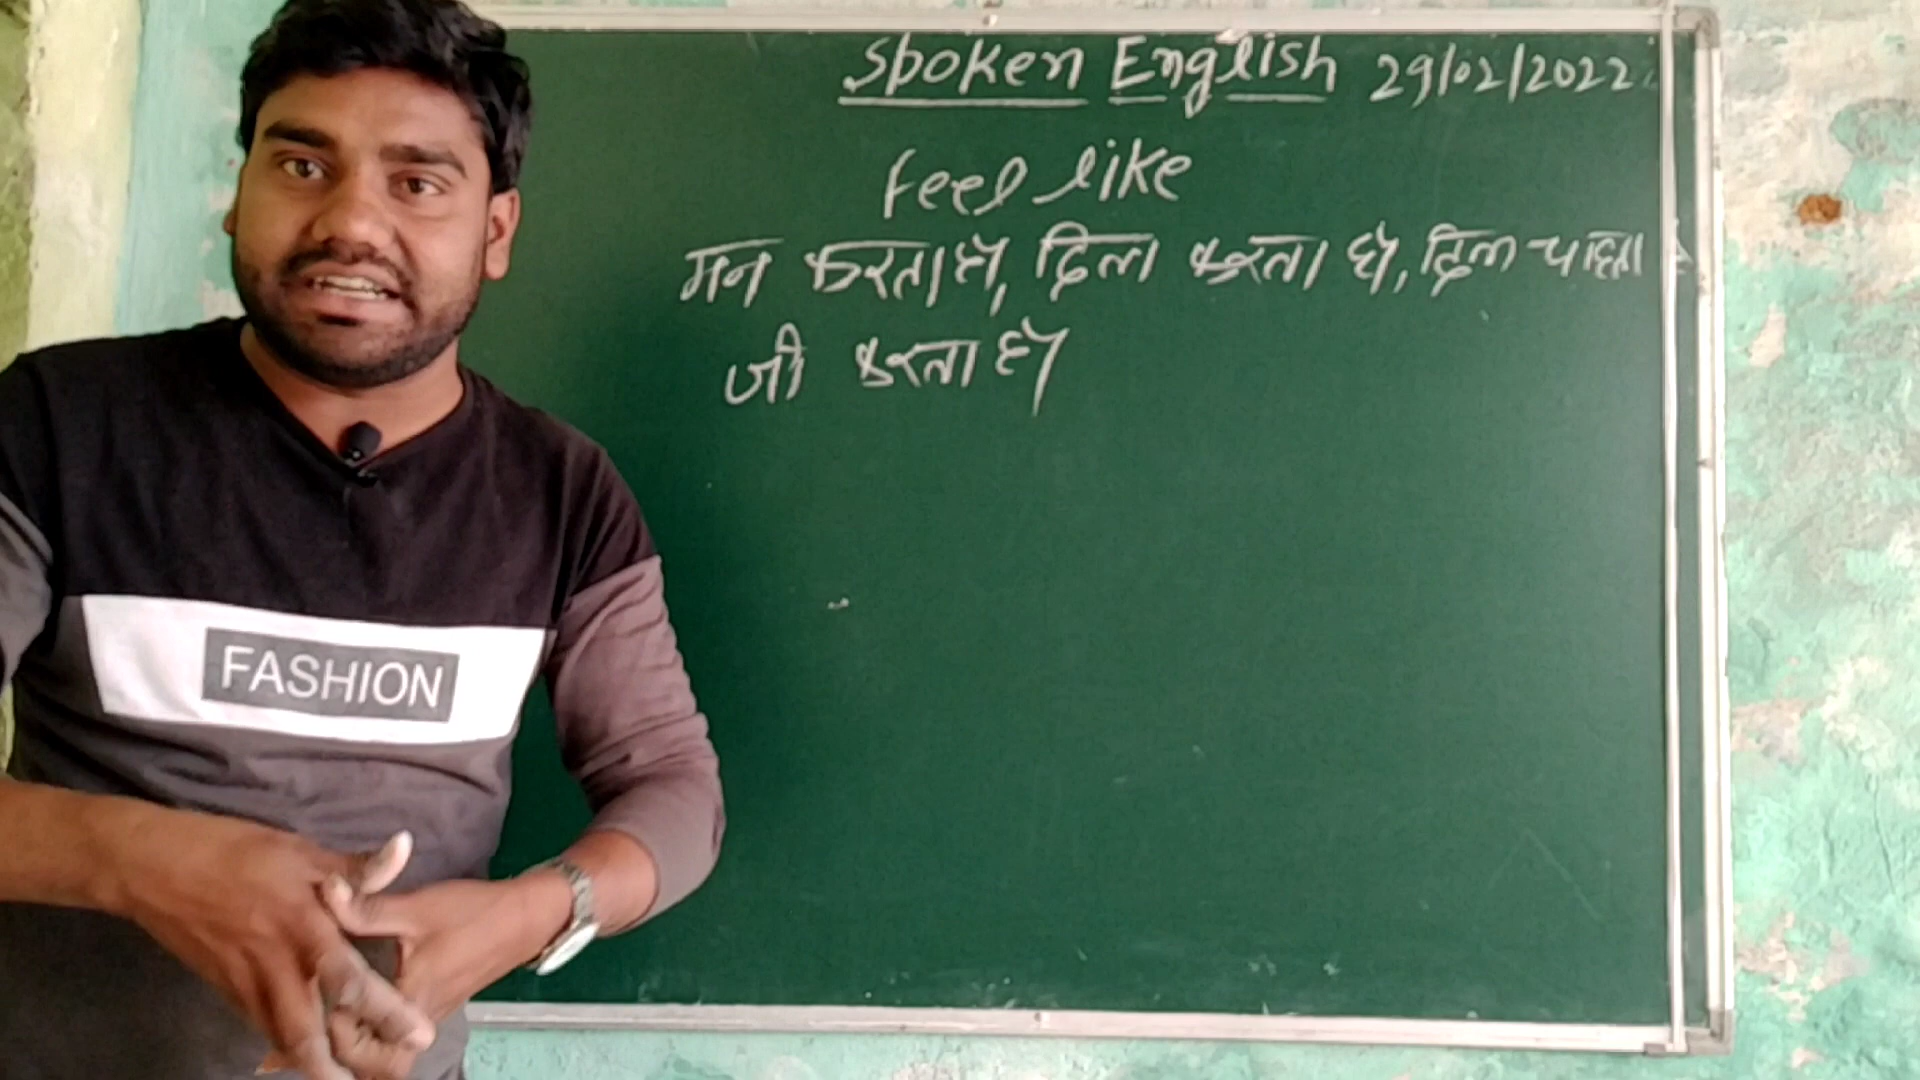 Spoken English 29/02/2022
feel like
मन करता है, दिल करता है, दिल चाहता है
जी करता है
FASHION